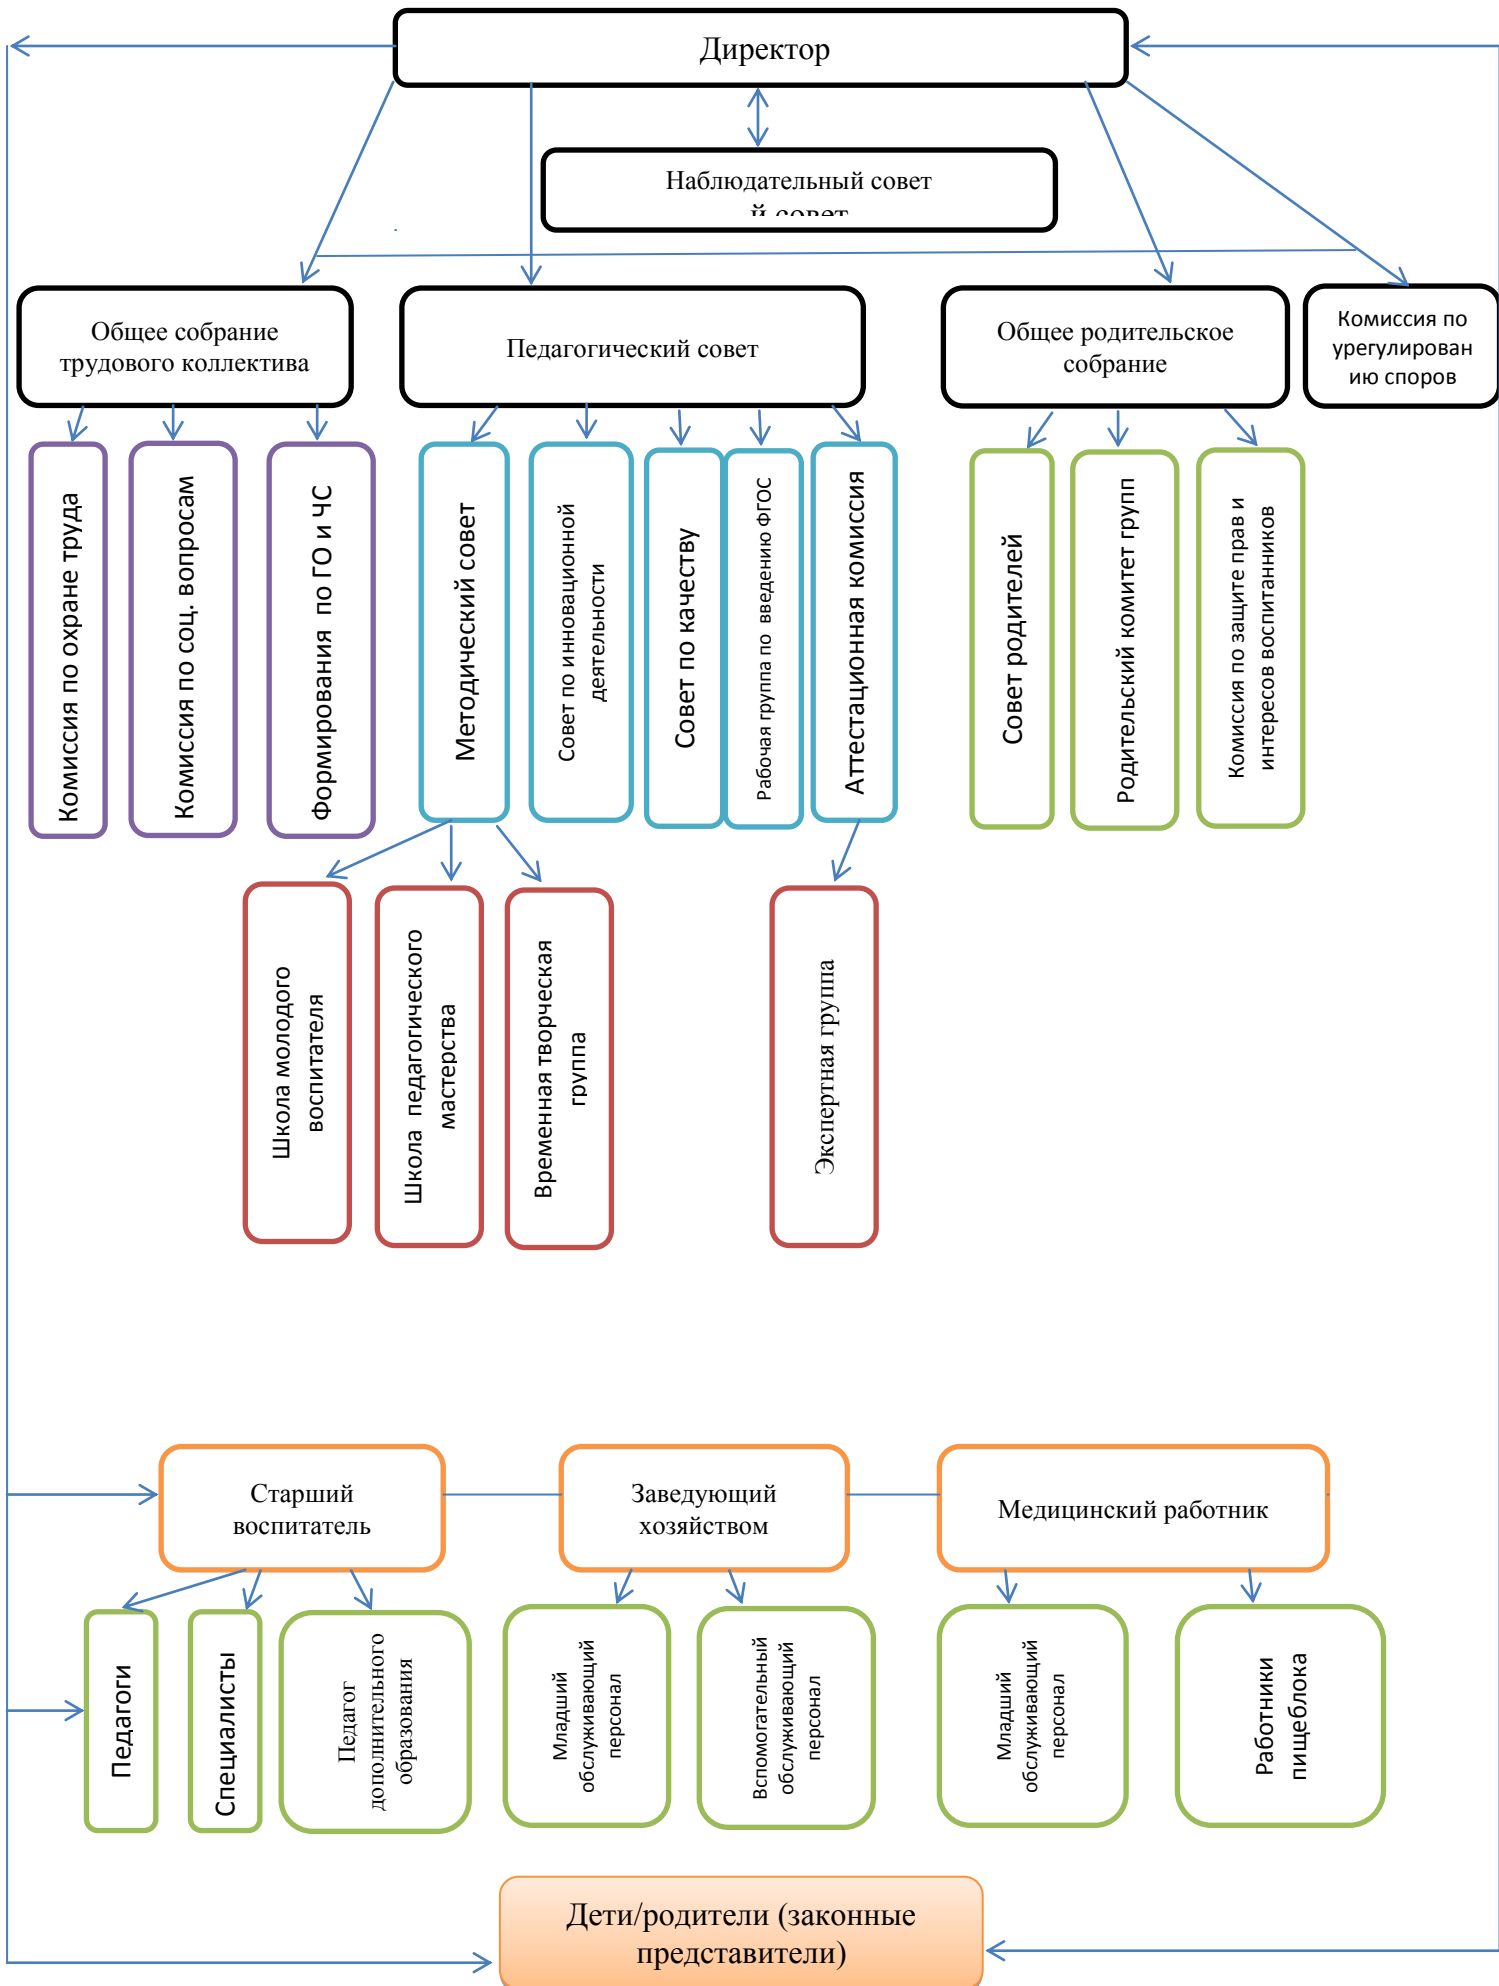 Директор
Наблюдательный совет
й совет
Общее собрание
трудового коллектива
Педагогический совет
Общее родительское
собрание
Комиссия по
урегулирован
ию споров
Комиссия по охране труда
Комиссия по соц. вопросам
Формирования по ГО и ЧС
Методический совет
Совет по инновационной
деятельности
Совет по качеству
Рабочая группа по введению ФГОС
Аттестационная комиссия
Совет родителей
Родительский комитет групп
Комиссия по защите прав и
интересов воспитанников
Школа молодого
воспитателя
Школа педагогического
мастерства
Временная творческая
группа
Экспертная группа
Старший
воспитатель
Заведующий
хозяйством
Медицинский работник
Педагоги
Специалисты
Педагог
дополнительного
образования
Младший
обслуживающий
персонал
Вспомогательный
обслуживающий
персонал
Младший
обслуживающий
персонал
Работники
пищеблока
Дети/родители (законные
представители)